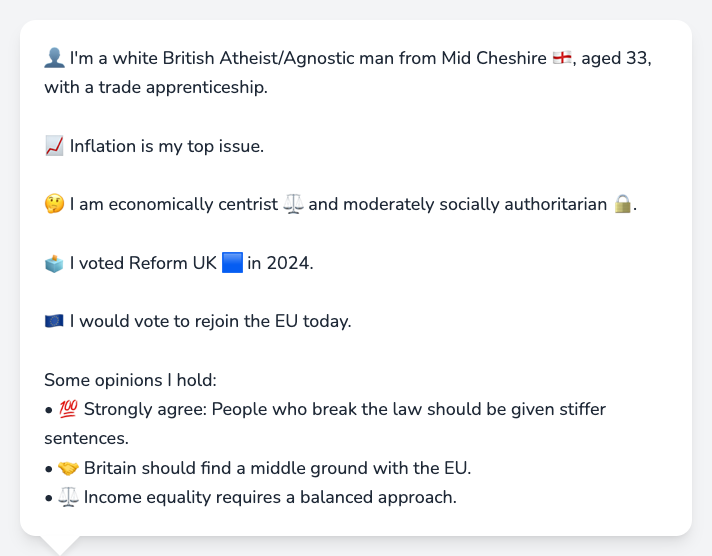 👤 I'm a white British Atheist/Agnostic man from Mid Cheshire 🏴󠁧󠁢󠁥󠁮󠁧󠁿, aged 33,
with a trade apprenticeship.
📈 Inflation is my top issue.
🤔 I am economically centrist ⚖️ and moderately socially authoritarian 🔒.
🗳️ I voted Reform UK 🟦 in 2024.
🇪🇺 I would vote to rejoin the EU today.
Some opinions I hold:
• 💯 Strongly agree: People who break the law should be given stiffer
sentences.
• 🤝 Britain should find a middle ground with the EU.
• ⚖️ Income equality requires a balanced approach.